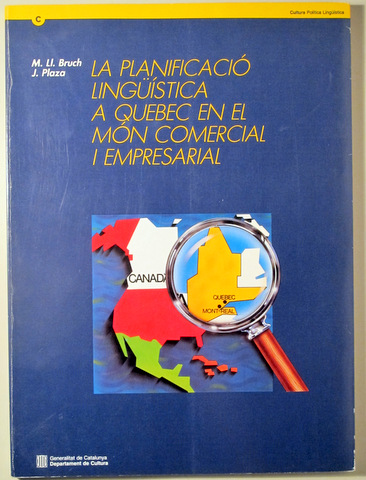 Cultura Política Lingüística
C
M. Ll. Bruch
J. Plaza
LA PLANIFICACIÓ
LINGÜÍSTICA
A QUEBEC EN EL
MÓN COMERCIAL
I EMPRESARIAL
CANADÀ
QUEBEC
MONT-REAL
Generalitat de Catalunya
Departament de Cultura